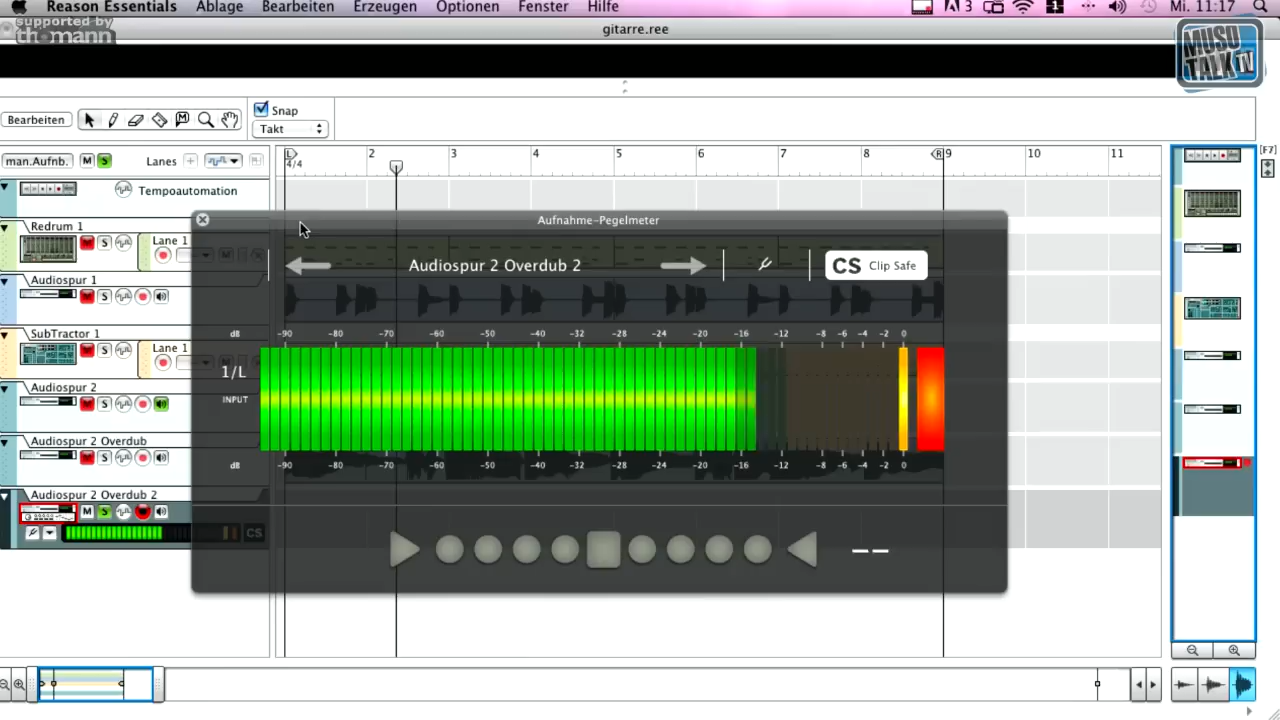 Reason Essentials Ablage Bearbeiten Erzeugen Optionen Fenster Hilfe 3 1 Mi. 11:17
supported by
thomann
gitarre.ree
MUSO
TALK TV
Bearbeiten
Snap
Takt
[F7]
man.Aufnb. M S Lanes
L 2 3 4 5 6 7 8 R 9 10 11
4/4
Tempoautomation
Redrum 1
S Lane 1
Aufnahme-Pegelmeter
Audiospur 2 Overdub 2
CS Clip Safe
Audiospur 1
S
SubTractor 1
S Lane 1
dB -90 -80 -70 -60 -50 -40 -32 -28 -24 -20 -16 -12 -8 -6 -4 -2 0
1/L
INPUT
Audiospur 2
S
Audiospur 2 Overdub
S
dB -90 -80 -70 -60 -50 -40 -32 -28 -24 -20 -16 -12 -8 -6 -4 -2 0
Audiospur 2 Overdub 2
M S
CS